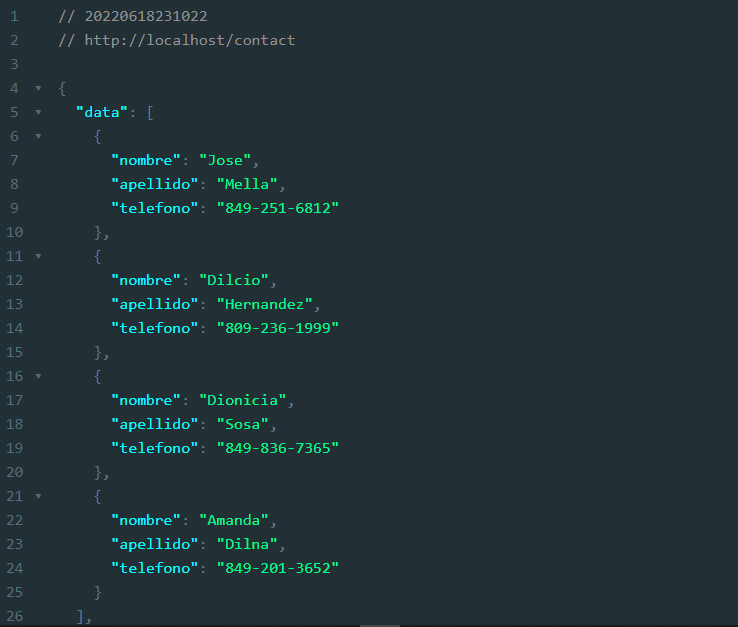 1 // 20220618231022
2 // http://localhost/contact
3
4 {
5 "data": [
6 {
7 "nombre": "Jose",
8 "apellido": "Mella",
9 "telefono": "849-251-6812"
10 },
11 {
12 "nombre": "Dilcio",
13 "apellido": "Hernandez",
14 "telefono": "809-236-1999"
15 },
16 {
17 "nombre": "Dionicia",
18 "apellido": "Sosa",
19 "telefono": "849-836-7365"
20 },
21 {
22 "nombre": "Amanda",
23 "apellido": "Dilna",
24 "telefono": "849-201-3652"
25 }
26 ],